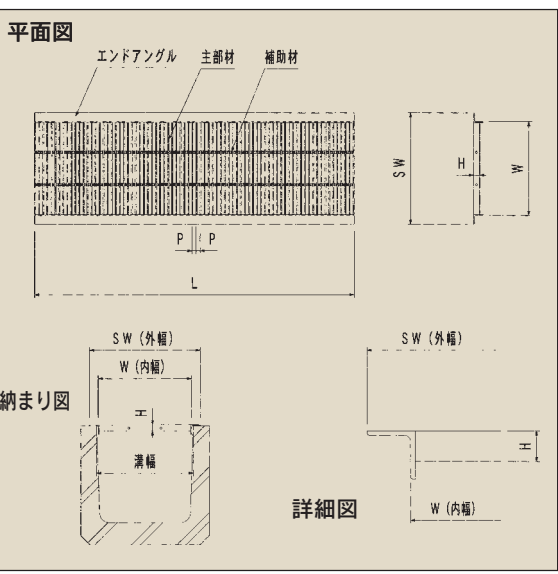 平面図
エンドアングル 主部材 補助材
SW H W
P P
L
SW (外幅) SW (外幅)
W (内幅)
納まり図
H H
溝幅
詳細図 W (内幅)